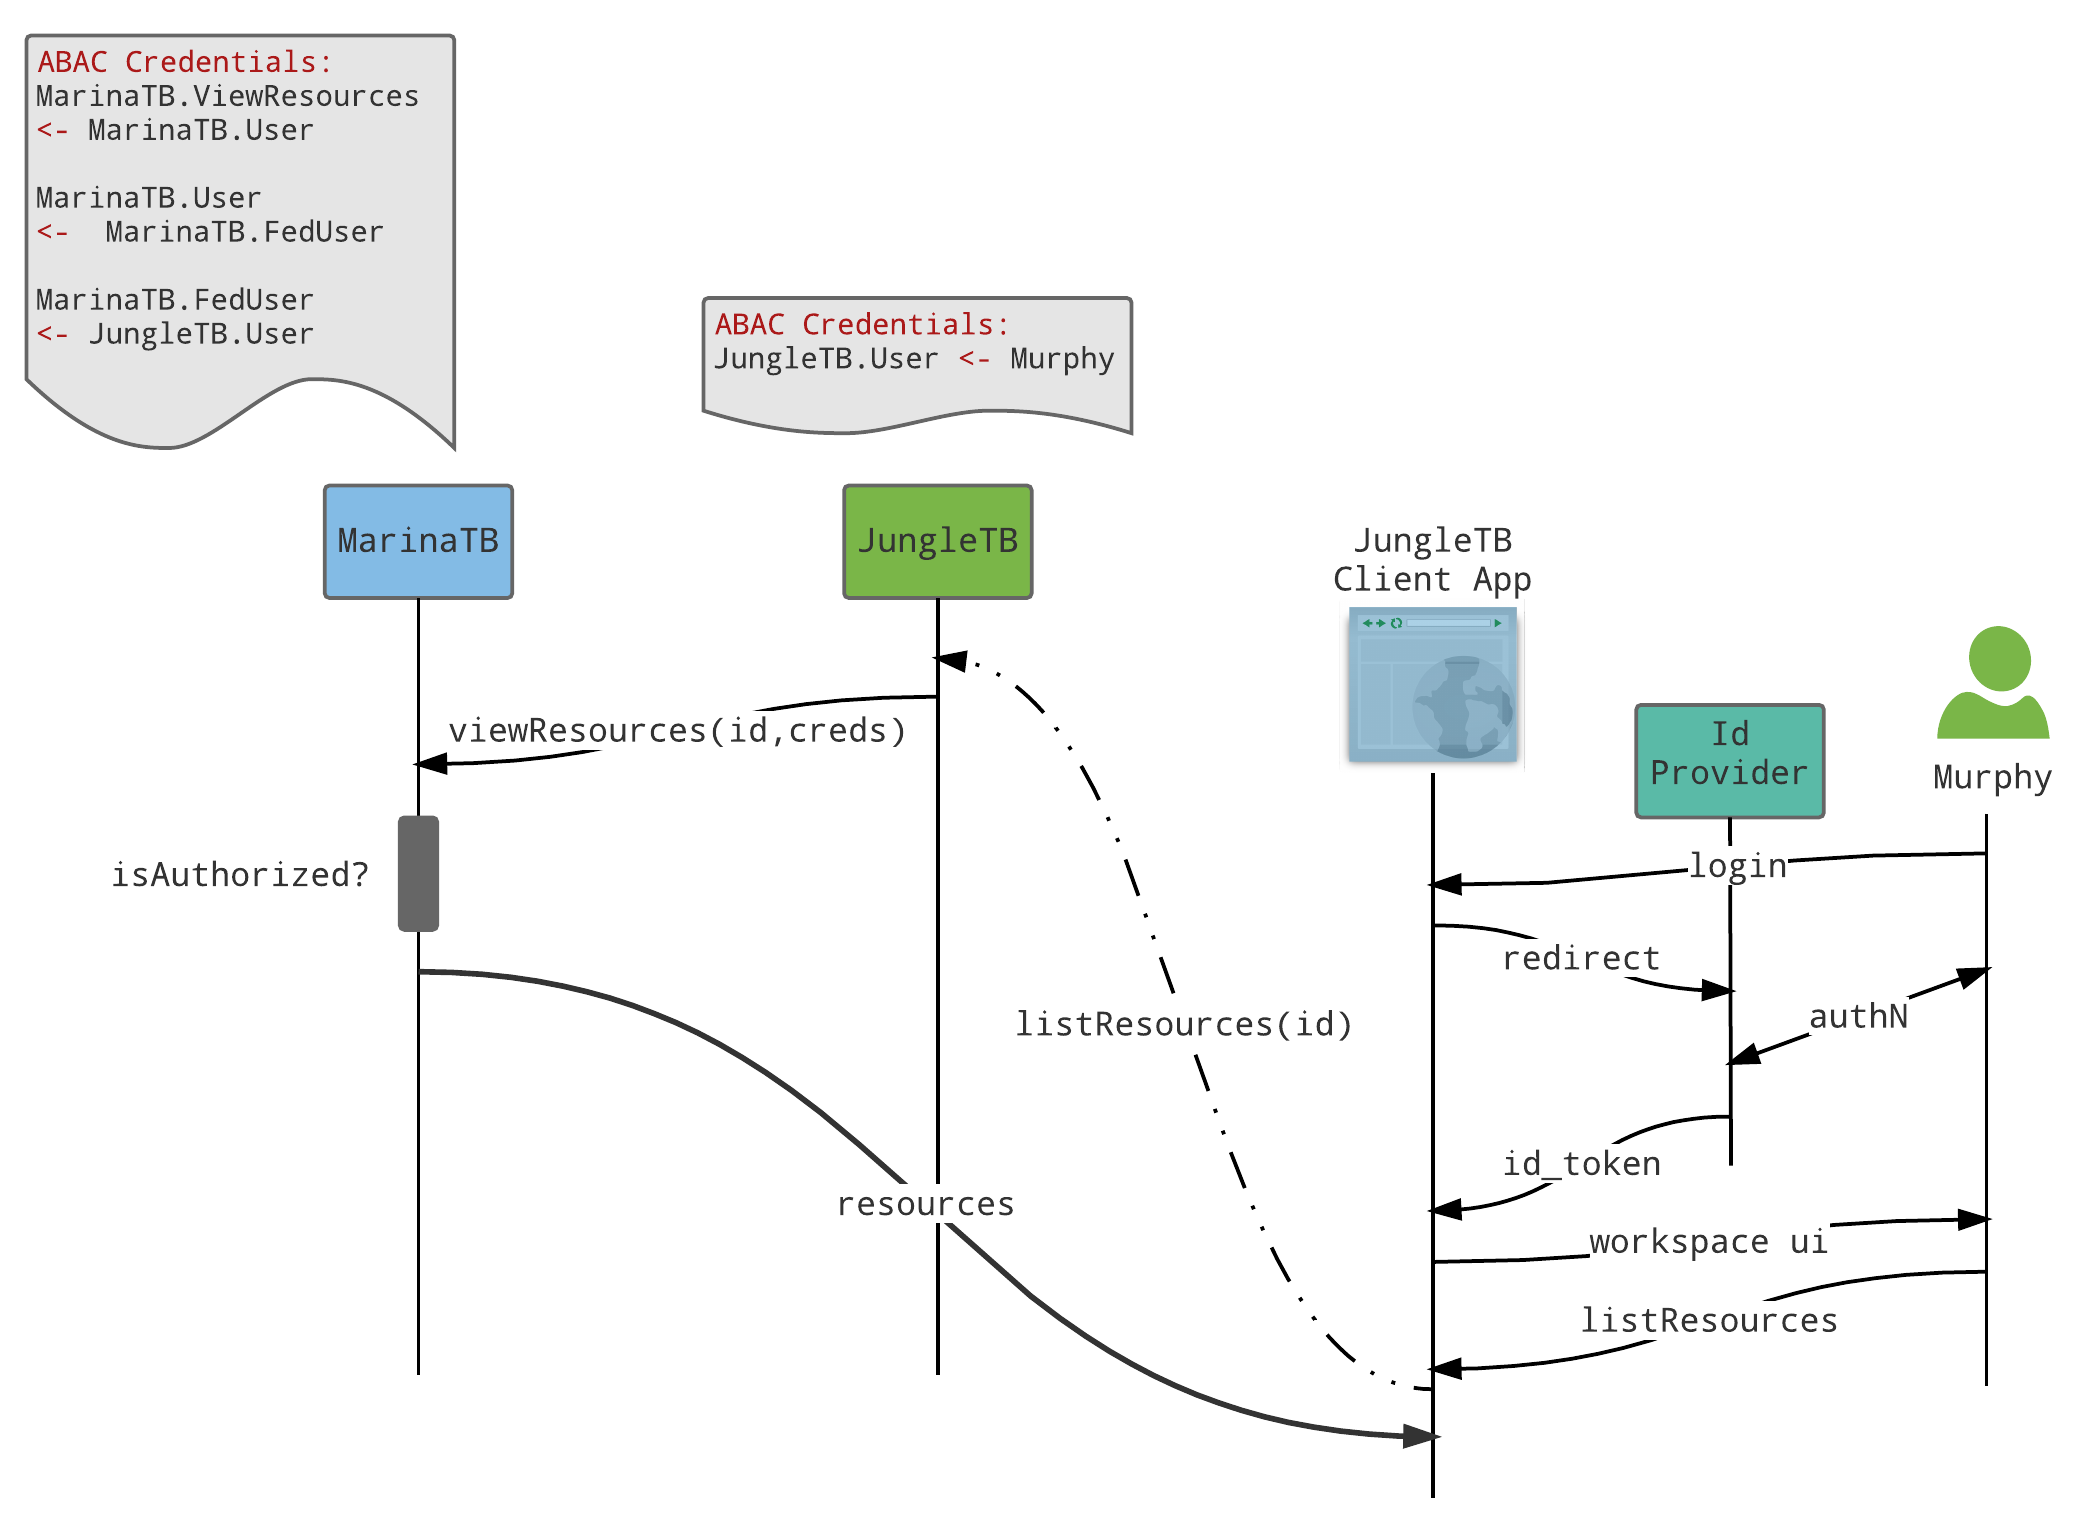 ABAC Credentials:
MarinaTB.ViewResources
<- MarinaTB.User
MarinaTB.User
<-  MarinaTB.FedUser
MarinaTB.FedUser
<- JungleTB.User
ABAC Credentials:
JungleTB.User <- Murphy
MarinaTB
JungleTB
JungleTB
Client App
Id
Provider
Murphy
viewResources(id,creds)
isAuthorized?
login
redirect
authN
listResources(id)
id_token
resources
workspace ui
listResources